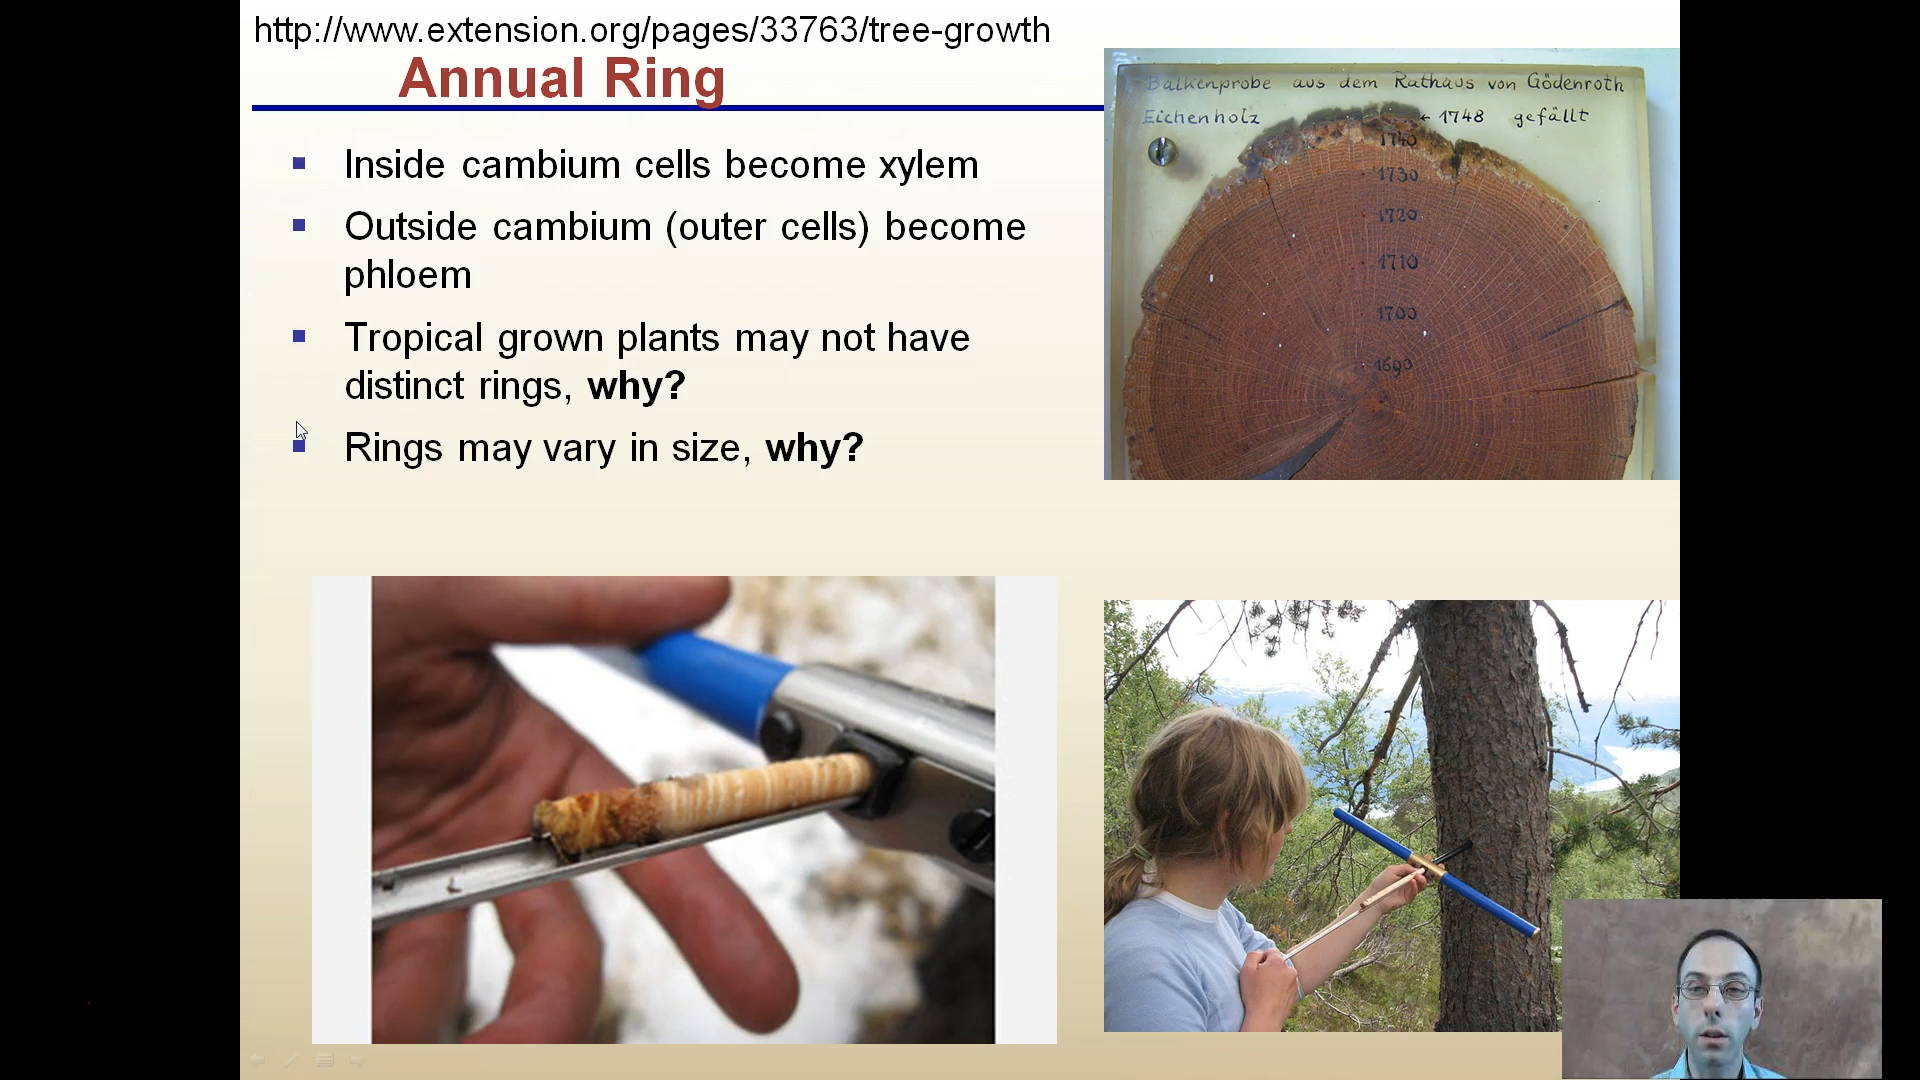 http://www.extension.org/pages/33763/tree-growth
Annual Ring
Inside cambium cells become xylem
Outside cambium (outer cells) become
phloem
Tropical grown plants may not have
distinct rings, why?
Rings may vary in size, why?
Balkenprobe aus dem Rathaus von Gödenroth
Eichenholz ← 1748 gefällt
1740
1730
1720
1710
1700
1690